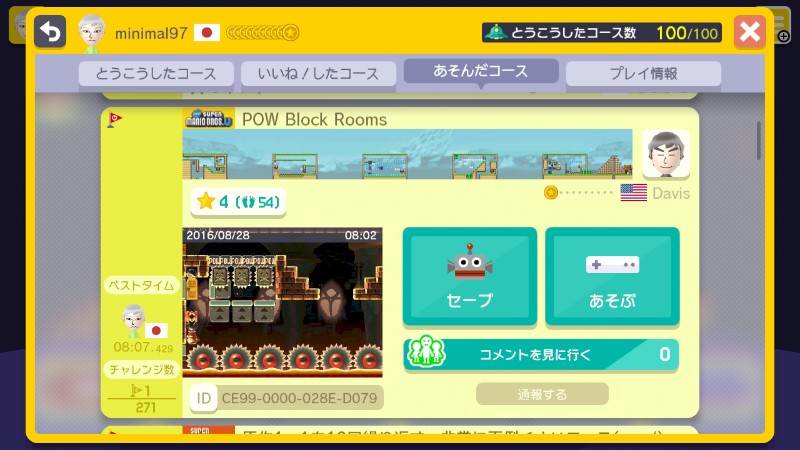 minimal97
とうこうしたコース数 100/100
とうこうしたコース
いいね！したコース
あそんだコース
プレイ情報
SUPER MARIO BROS. U
POW Block Rooms
4 (54)
Davis
2016/08/28 08:02
ベストタイム
08:07.429
チャレンジ数
1
271
セーブ
あそぶ
コメントを見に行く 0
ID CE99-0000-028E-D079
通報する
SUPER